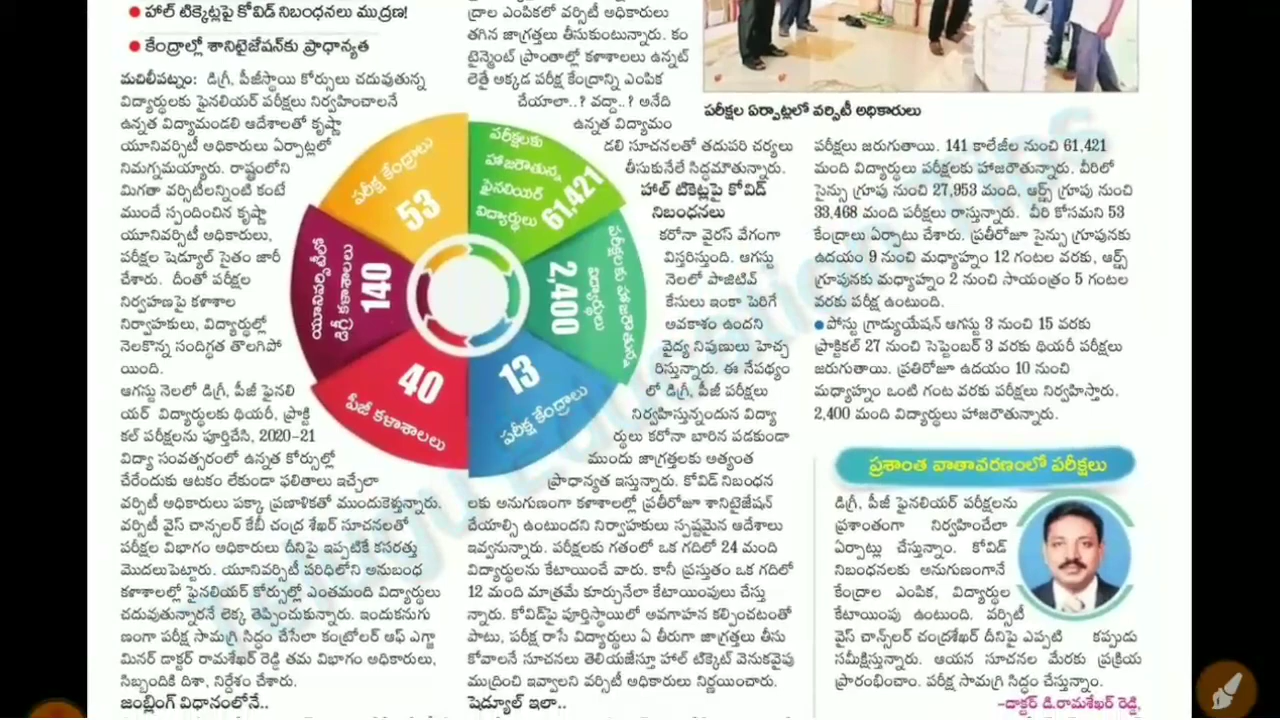 హాల్ టిక్కెట్లపై కోవిడ్ నిబంధనలు ముద్రణ!
కేంద్రాల్లో శానిటైజేషన్‌కు ప్రాధాన్యత
మచిలీపట్నం: డిగ్రీ, పీజీస్థాయి కోర్సులు చదువుతున్న
విద్యార్థులకు ఫైనలియర్ పరీక్షలు నిర్వహించాలనే
ఉన్నత విద్యామండలి ఆదేశాలతో కృష్ణా
యూనివర్సిటీ అధికారులు ఏర్పాట్లలో
నిమగ్నమయ్యారు. రాష్ట్రంలోని
మిగతా వర్సిటీలన్నింటి కంటే
ముందే స్పందించిన కృష్ణా
యూనివర్సిటీ అధికారులు,
పరీక్షల షెడ్యూల్ సైతం జారీ
చేశారు. దీంతో పరీక్షల
నిర్వహణపై కళాశాల
నిర్వాహకులు, విద్యార్థుల్లో
నెలకొన్న సందిగ్ధత తొలగిపో
యింది.
ఆగస్టు నెలలో డిగ్రీ, పీజీ ఫైనలి
యర్ విద్యార్థులకు థియరీ, ప్రాక్టి
కల్ పరీక్షలను పూర్తిచేసి, 2020-21
విద్యా సంవత్సరంలో ఉన్నత కోర్సుల్లో
చేరేందుకు ఆటకం లేకుండా ఫలితాలు ఇచ్చేలా
వర్సిటీ అధికారులు పక్కా ప్రణాళికతో ముందుకెళ్తున్నారు.
వర్సిటీ వైస్ చాన్సలర్ కేబీ చంద్ర శేఖర్ సూచనలతో
పరీక్షల విభాగం అధికారులు దీనిపై ఇప్పటికే కసరత్తు
మొదలుపెట్టారు. యూనివర్సిటీ పరిధిలోని అనుబంధ
కళాశాలల్లో ఫైనలియర్ కోర్సుల్లో ఎంతమంది విద్యార్థులు
చదువుతున్నారనే లెక్క తెప్పించుకున్నారు. ఇందుకనుగు
ణంగా పరీక్ష సామగ్రి సిద్ధం చేసేలా కంట్రోలర్ ఆఫ్ ఎగ్జా
మినర్ డాక్టర్ రామశేఖర్ రెడ్డి తమ విభాగం అధికారులు,
సిబ్బందికి దిశా, నిర్దేశం చేశారు.
జంబ్లింగ్ విధానంలోనే..
ద్రాల ఎంపికలో వర్సిటీ అధికారులు
తగిన జాగ్రత్తలు తీసుకుంటున్నారు. కం
టైన్మెంట్ ప్రాంతాల్లో కళాశాలలు ఉన్నట్
లెత్తే అక్కడ పరీక్ష కేంద్రాన్ని ఎంపిక
చేయాలా..? వద్దా..? అనేది
ఉన్నత విద్యామం
డలి సూచనలతో తదుపరి చర్యలు
తీసుకునేలే సిద్ధమౌతున్నారు.
హాల్ టికెట్లపై కోవిడ్
నిబంధనలు
కరోనా వైరస్ వేగంగా
విస్తరిస్తుంది. ఆగస్టు
నెలలో పాజిటివ్
కేసులు ఇంకా పెరిగే
అవకాశం ఉందని
వైద్య నిపుణులు హెచ్చ
రిస్తున్నారు. ఈ నేపథ్యం
లో డిగ్రీ, పీజీ పరీక్షలు
నిర్వహిస్తున్నందున విద్యా
ర్థులు కరోనా బారిన పడకుండా
ముందు జాగ్రత్తలకు అత్యంత
ప్రాధాన్యత ఇస్తున్నారు. కోవిడ్ నిబంధన
లకు అనుగుణంగా కళాశాలల్లో ప్రతీరోజూ శానిటైజేషన్
చేయాల్సి ఉంటుందని నిర్వాహకులు స్పష్టమైన ఆదేశాలు
ఇవ్వనున్నారు. పరీక్షలకు గతంలో ఒక గదిలో 24 మంది
విద్యార్థులను కేటాయించే వారు. కానీ ప్రస్తుతం ఒక గదిలో
12 మంది మాత్రమే కూర్చునేలా కేటాయింపులు చేస్తు
న్నారు. కోవిడ్‌పై పూర్తిస్థాయిలో అవగాహన కల్పించటంతో
పాటు, పరీక్ష రాసే విద్యార్థులు ఏ తీరుగా జాగ్రత్తలు తీసు
కోవాలనే సూచనలు తెలియజేస్తూ హాల్ టిక్కెట్ వెనుకవైపు
ముద్రించి ఇవ్వాలని వర్సిటీ అధికారులు నిర్ణయించారు.
షెడ్యూల్ ఇలా..
పరీక్షలకు
హాజరౌతున్న
ఫైనలియర్
విద్యార్థులు 61,421
పరీక్షలకు హాజరౌతున్న
విద్యార్థులు
2,400
13
పరీక్ష కేంద్రాలు
40
పీజీ కళాశాలలు
యూనివర్సిటీలో
డిగ్రీ కళాశాలలు
140
పరీక్ష కేంద్రాలు
53
పరీక్షల ఏర్పాట్లలో వర్సిటీ అధికారులు
పరీక్షలు జరుగుతాయి. 141 కాలేజీల నుంచి 61,421
మంది విద్యార్థులు పరీక్షలకు హాజరౌతున్నారు. వీరిలో
సైన్సు గ్రూపు నుంచి 27,953 మంది, ఆర్ట్స్ గ్రూపు నుంచి
33,468 మంది పరీక్షలు రాస్తున్నారు. వీరి కోసమని 53
కేంద్రాలు ఏర్పాటు చేశారు. ప్రతీరోజూ సైన్సు గ్రూపునకు
ఉదయం 9 నుంచి మధ్యాహ్నం 12 గంటల వరకు, ఆర్ట్స్
గ్రూపునకు మధ్యాహ్నం 2 నుంచి సాయంత్రం 5 గంటల
వరకు పరీక్ష ఉంటుంది.
పోస్టు గ్రాడ్యుయేషన్ ఆగస్టు 3 నుంచి 15 వరకు
ప్రాక్టికల్ 27 నుంచి సెప్టెంబర్ 3 వరకు థియరీ పరీక్షలు
జరుగుతాయి. ప్రతిరోజూ ఉదయం 10 నుంచి
మధ్యాహ్నం ఒంటి గంట వరకు పరీక్షలు నిర్వహిస్తారు.
2,400 మంది విద్యార్థులు హాజరౌతున్నారు.
ప్రశాంత వాతావరణంలో పరీక్షలు
డిగ్రీ, పీజీ ఫైనలియర్ పరీక్షలను
ప్రశాంతంగా నిర్వహించేలా
ఏర్పాట్లు చేస్తున్నాం. కోవిడ్
నిబంధనలకు అనుగుణంగానే
కేంద్రాల ఎంపిక, విద్యార్థుల
కేటాయింపు ఉంటుంది. వర్సిటీ
వైస్ చాన్స్‌లర్ చంద్రశేఖర్ దీనిపై ఎప్పటి కప్పుడు
సమీక్షిస్తున్నారు. ఆయన సూచనల మేరకు ప్రక్రియ
ప్రారంభించాం. పరీక్ష సామగ్రి సిద్ధం చేస్తున్నాం.
-డాక్టర్ డి.రామశేఖర్ రెడ్డి,